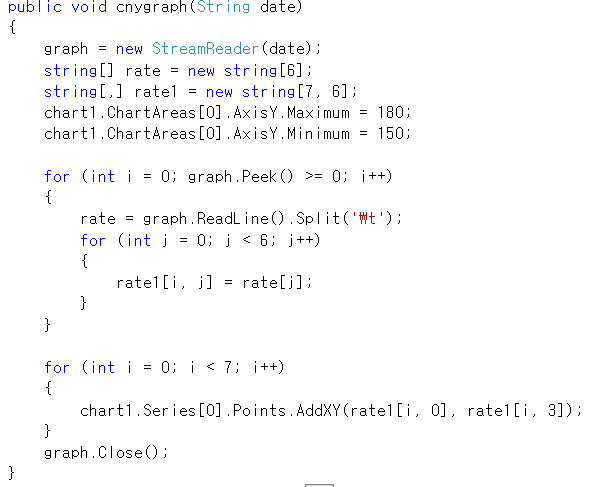 public void cnygraph(String date)
{
    graph = new StreamReader(date);
    string[] rate = new string[6];
    string[,] rate1 = new string[7, 6];
    chart1.ChartAreas[0].AxisY.Maximum = 180;
    chart1.ChartAreas[0].AxisY.Minimum = 150;

    for (int i = 0; graph.Peek() >= 0; i++)
    {
        rate = graph.ReadLine().Split('₩t');
        for (int j = 0; j < 6; j++)
        {
            rate1[i, j] = rate[j];
        }
    }

    for (int i = 0; i < 7; i++)
    {
        chart1.Series[0].Points.AddXY(rate1[i, 0], rate1[i, 3]);
    }
    graph.Close();
}